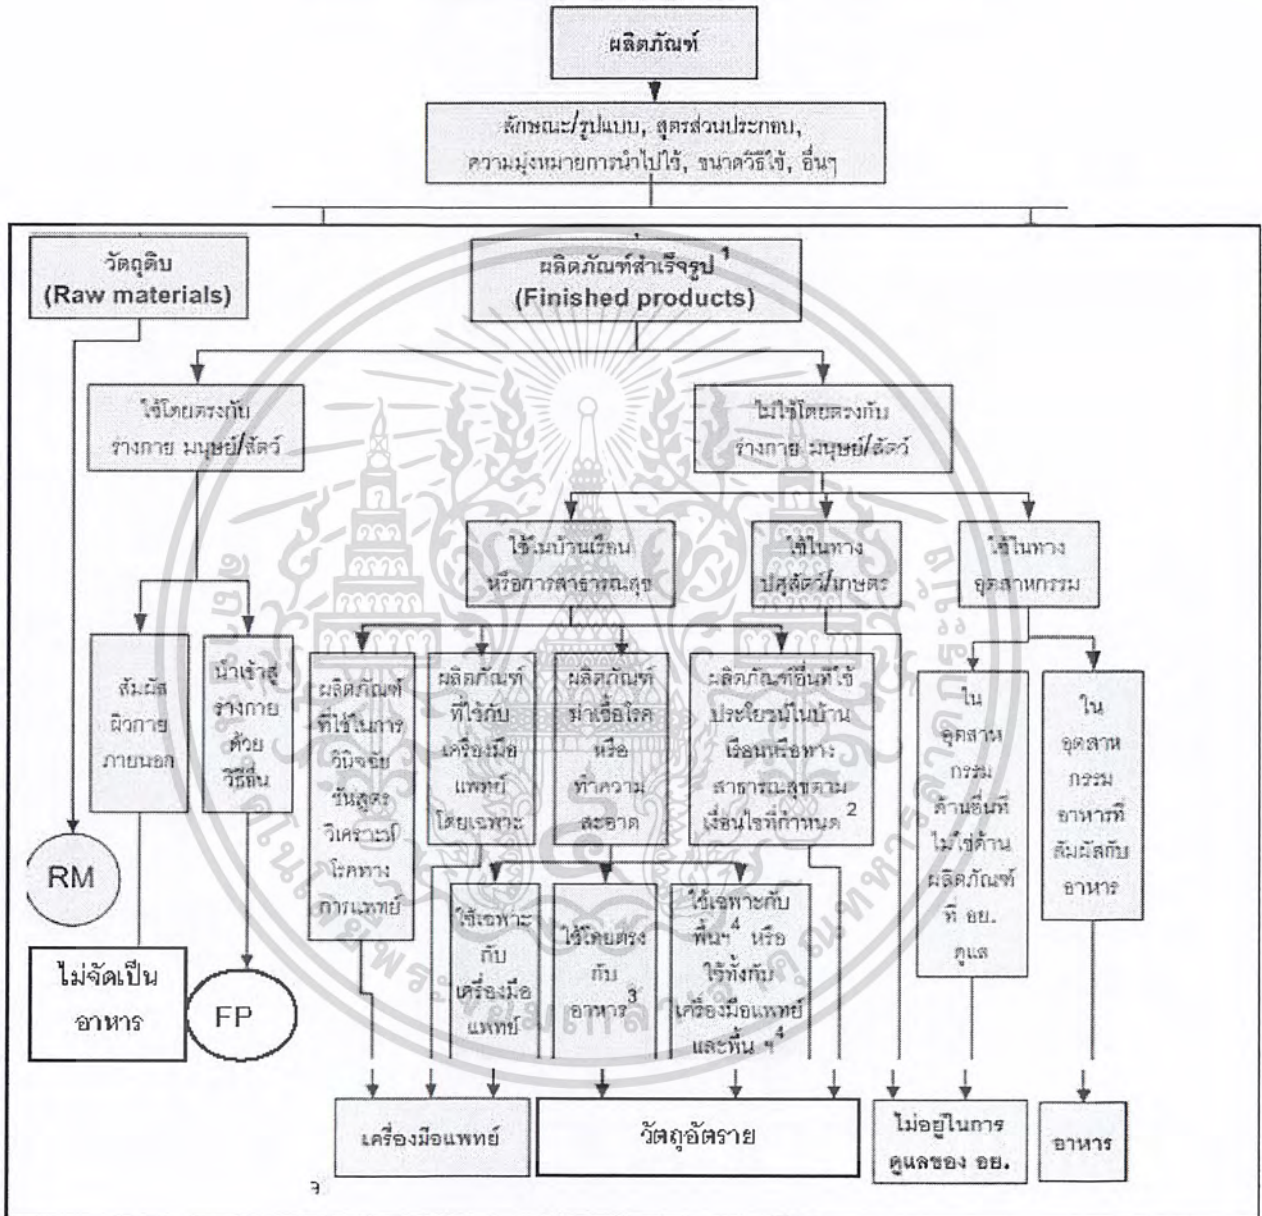 ผลิตภัณฑ์
ลักษณะ/รูปแบบ, สูตรส่วนประกอบ,
ความมุ่งหมายการนำไปใช้, ขนาดวิธีใช้, อื่นๆ
วัตถุดิบ
(Raw materials)
ผลิตภัณฑ์สำเร็จรูป 1
(Finished products)
ใช้โดยตรงกับ
ร่างกาย มนุษย์/สัตว์
ไม่ใช้โดยตรงกับ
ร่างกาย มนุษย์/สัตว์
ใช้ในบ้านเรือน
หรือการสาธารณสุข
ใช้ในทาง
ปศุสัตว์/เกษตร
ใช้ในทาง
อุตสาหกรรม
สัมผัส
ผิวกาย
ภายนอก
นำเข้าสู่
ร่างกาย
ด้วย
วิธีอื่น
ผลิตภัณฑ์
ที่ใช้ในการ
วินิจฉัย
ชันสูตร
วิเคราะห์
โรคทาง
การแพทย์
ผลิตภัณฑ์
ที่ใช้กับ
เครื่องมือ
แพทย์
โดยเฉพาะ
ผลิตภัณฑ์
ฆ่าเชื้อโรค
หรือ
ทำความ
สะอาด
ผลิตภัณฑ์อื่นที่ใช้
ประโยชน์ในบ้าน
เรือนหรือทาง
สาธารณสุขตาม
เงื่อนไขที่กำหนด 2
ใน
อุตสาห
กรรม
ด้านอื่นที่
ไม่ใช่ด้าน
ผลิตภัณฑ์
ที่ อย.
ดูแล
ใน
อุตสาห
กรรม
อาหารที่
สัมผัสกับ
อาหาร
RM
ไม่จัดเป็น
อาหาร
FP
ใช้เฉพาะ
กับ
เครื่องมือ
แพทย์
ใช้โดยตรง
กับ
อาหาร3
ใช้เฉพาะกับ
พื้นฯ4 หรือ
ใช้ทั้งกับ
เครื่องมือแพทย์
และพื้น ฯ4
เครื่องมือแพทย์
วัตถุอัตราย
ไม่อยู่ในการ
ดูแลของ อย.
อาหาร